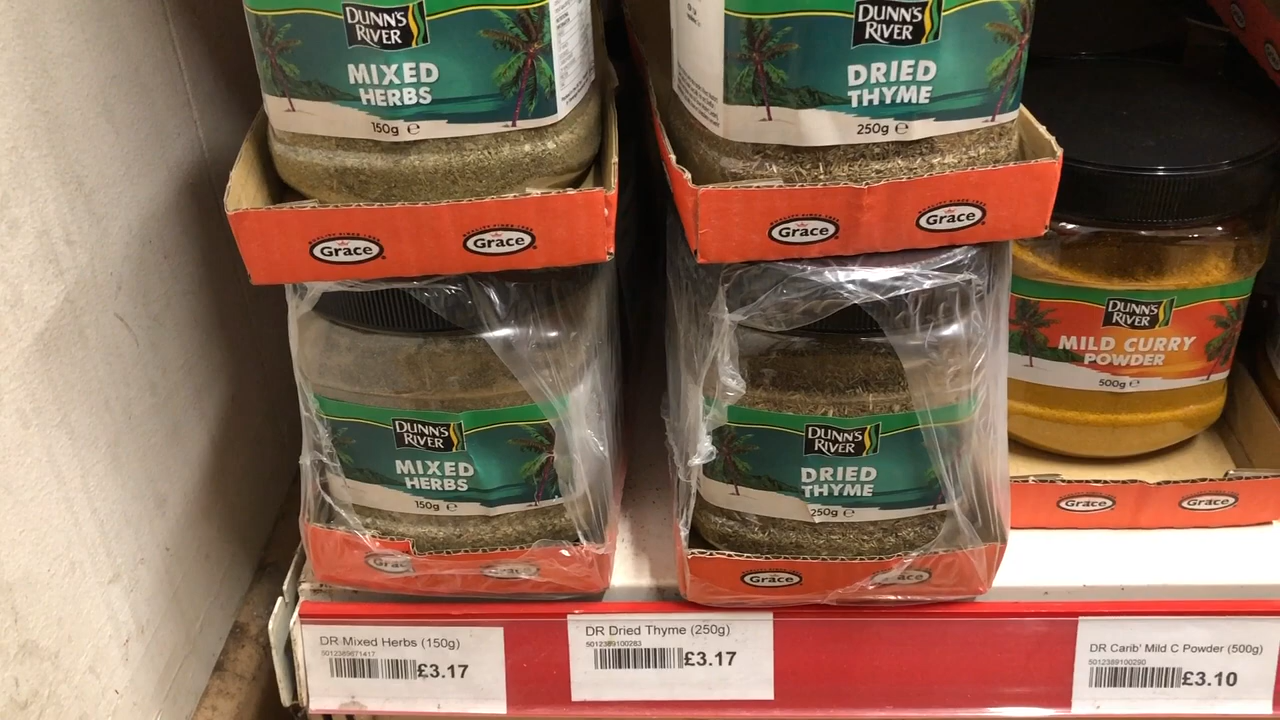 DUNN'S
RIVER
MIXED
HERBS
150g e
DUNN'S
RIVER
DRIED
THYME
250g e
Grace
Grace
Grace
Grace
DUNN'S
RIVER
MIXED
HERBS
150g e
DUNN'S
RIVER
DRIED
THYME
250g e
DUNN'S
RIVER
MILD CURRY
POWDER
500g e
Grace
Grace
Grace
Grace
Grace
Grace
DR Mixed Herbs (150g)
5012389671417
£3.17
DR Dried Thyme (250g)
5012389100283
£3.17
DR Carib' Mild C Powder (500g)
5012389100290
£3.10